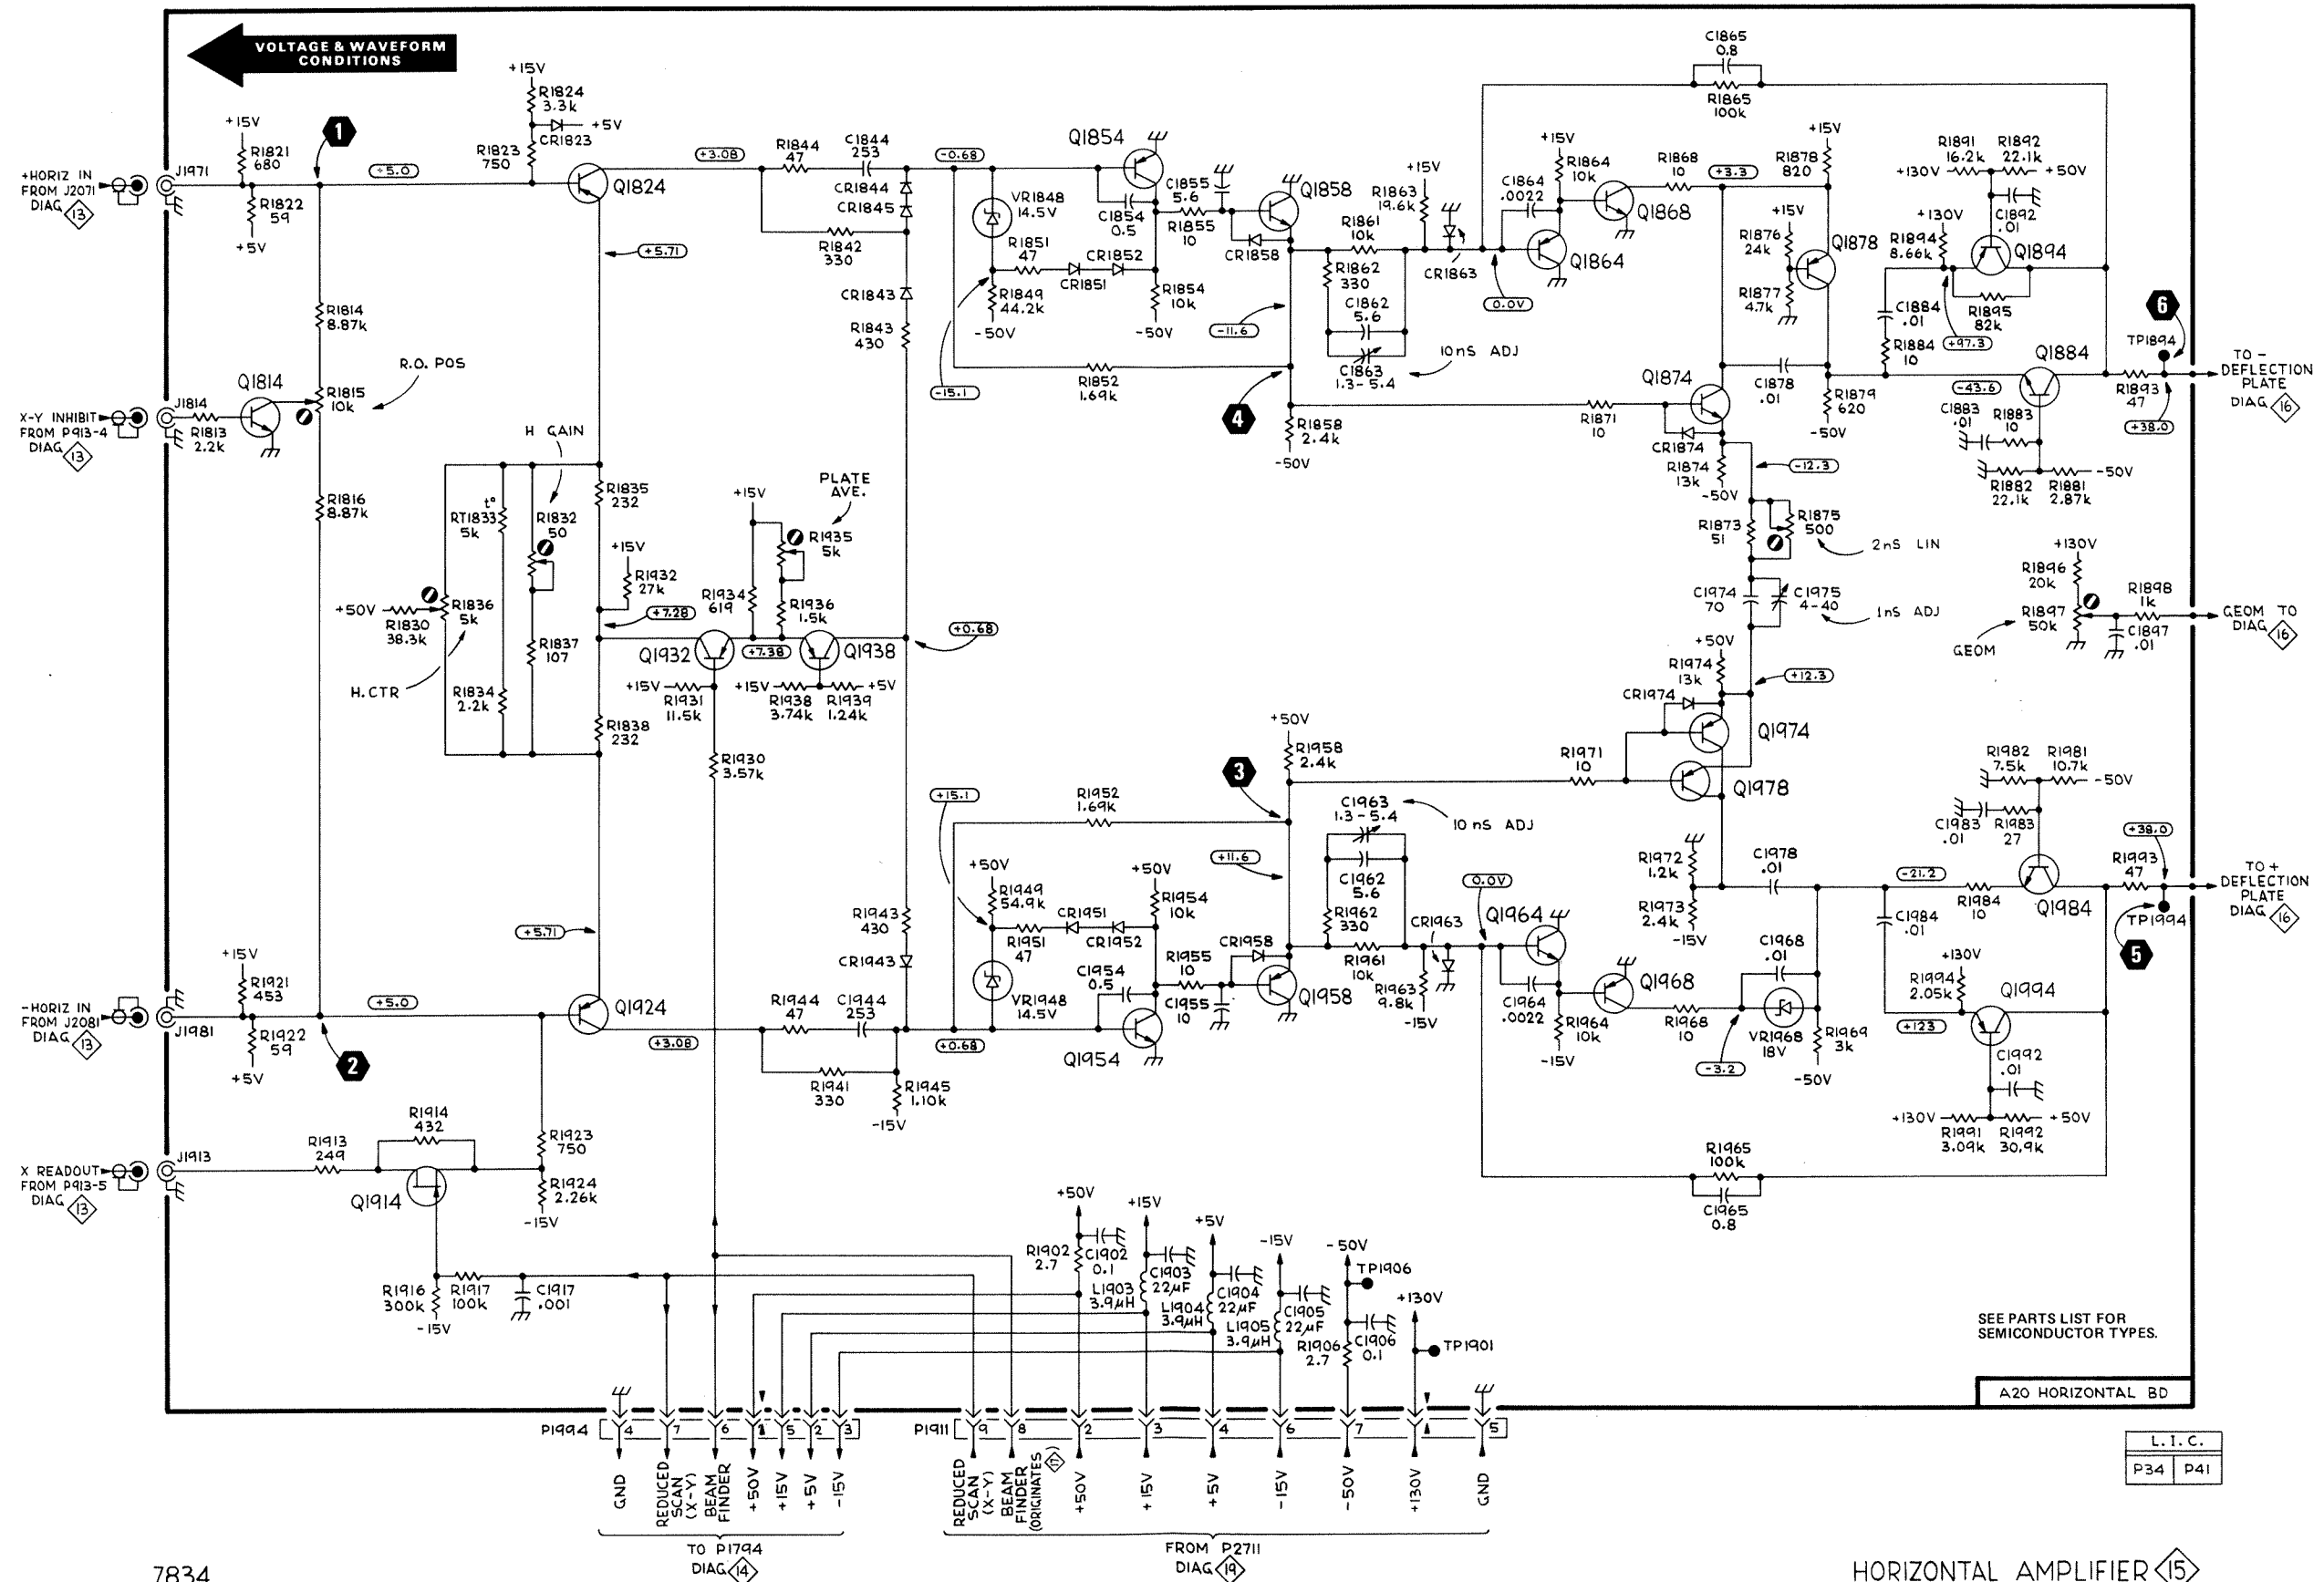 VOLTAGE & WAVEFORM
CONDITIONS
+HORIZ IN
FROM J2071
DIAG 13
J1971
+15V
R1821
680
R1822
59
+5V
1
+5.0
+15V
R1824
3.3k
+5V
CR1823
R1823
750
Q1824
+5.71
+3.08
R1844
47
C1844
253
CR1844
CR1845
R1842
330
CR1843
R1843
430
-0.68
VR1848
14.5V
R1851
47
CR1851
CR1852
R1849
44.2k
-50V
-15.1
Q1854
C1854
0.5
R1854
10k
-50V
C1855
5.6
R1855
10
Q1858
CR1858
R1852
1.69k
-11.6
4
R1858
2.4k
-50V
R1861
10k
R1862
330
C1862
5.6
C1863
1.3-5.4
10nS ADJ
+15V
R1863
19.6k
CR1863
0.0V
C1864
.0022
+15V
R1864
10k
Q1864
Q1868
R1868
10
+3.3
C1865
0.8
R1865
100k
+15V
R1878
820
+15V
R1876
24k
R1877
4.7k
Q1878
C1878
.01
R1879
620
-50V
R1871
10
Q1874
CR1874
R1874
13k
-50V
-12.3
R1873
51
R1875
500
2nS LIN
C1974
70
C1975
4-40
1nS ADJ
R1891
16.2k
R1892
22.1k
+130V
+50V
C1892
.01
+130V
R1894
8.66k
Q1894
R1895
82k
C1884
.01
R1884
10
+97.3
Q1884
-43.6
C1883
.01
R1883
10
R1882
22.1k
R1881
2.87k
-50V
6
TP1894
R1893
47
+38.0
TO -
DEFLECTION
PLATE
DIAG 16
+130V
R1896
20k
R1897
50k
GEOM
R1898
1k
C1897
.01
GEOM TO
DIAG 16
X-Y INHIBIT
FROM P913-4
DIAG 13
J1814
R1813
2.2k
Q1814
R1814
8.87k
R1815
10k
R.O. POS
R1816
8.87k
H GAIN
R1835
232
t°
RT1833
5k
R1832
50
+50V
R1830
38.3k
R1836
5k
H.CTR
R1834
2.2k
R1837
107
R1838
232
+15V
R1932
27k
+7.28
+15V
PLATE
AVE.
R1935
5k
R1934
619
R1936
1.5k
Q1932
+7.38
Q1938
+0.68
+15V
R1931
11.5k
+15V
R1938
3.74k
R1939
1.24k
+5V
R1930
3.57k
+50V
R1974
13k
+12.3
CR1974
Q1974
R1971
10
Q1978
+50V
R1958
2.4k
3
R1952
1.69k
+15.1
C1963
1.3-5.4
10 nS ADJ
C1962
5.6
R1962
330
R1961
10k
+11.6
0.0V
+50V
R1949
54.9k
R1951
47
CR1951
CR1952
+50V
R1954
10k
VR1948
14.5V
C1954
0.5
R1955
10
C1955
10
CR1958
Q1958
Q1954
+0.68
CR1963
R1963
9.8k
-15V
Q1964
C1964
.0022
R1964
10k
-15V
Q1968
R1968
10
-3.2
C1968
.01
VR1968
18V
R1969
3k
-50V
R1972
1.2k
R1973
2.4k
-15V
C1978
.01
-21.2
C1984
.01
R1984
10
Q1984
R1982
7.5k
R1981
10.7k
-50V
C1983
.01
R1983
27
R1993
47
+38.0
TP1994
5
TO +
DEFLECTION
PLATE
DIAG 16
+130V
R1994
2.05k
+123
Q1994
C1992
.01
+130V
R1991
3.09k
R1992
30.9k
+50V
R1965
100k
C1965
0.8
R1943
430
CR1943
+5.71
-HORIZ IN
FROM J2081
DIAG 13
J1981
+15V
R1921
453
R1922
59
+5V
2
+5.0
Q1924
+3.08
R1944
47
C1944
253
R1941
330
R1945
1.10k
-15V
X READOUT
FROM P913-5
DIAG 13
J1913
R1913
249
R1914
432
Q1914
R1923
750
R1924
2.26k
-15V
R1916
300k
R1917
100k
C1917
.001
-15V
+50V
R1902
2.7
C1902
0.1
+15V
L1903
3.9µH
C1903
22µF
+5V
L1904
3.9µH
C1904
22µF
-15V
L1905
3.9µH
C1905
22µF
-50V
TP1906
R1906
2.7
C1906
0.1
+130V
TP1901
SEE PARTS LIST FOR
SEMICONDUCTOR TYPES.
A20 HORIZONTAL BD
P1994 4 7 6 1 5 2 3
P1911 9 8 2 3 4 6 7 1 5
GND
REDUCED
SCAN
(X-Y)
BEAM
FINDER
+50V
+15V
+5V
-15V
REDUCED
SCAN
(X-Y)
BEAM
FINDER
(ORIGINATES 17)
+50V
+15V
+5V
-15V
-50V
+130V
GND
TO P1794
DIAG 14
FROM P2711
DIAG 19
L.I.C.
P34 P41
7834
HORIZONTAL AMPLIFIER 15